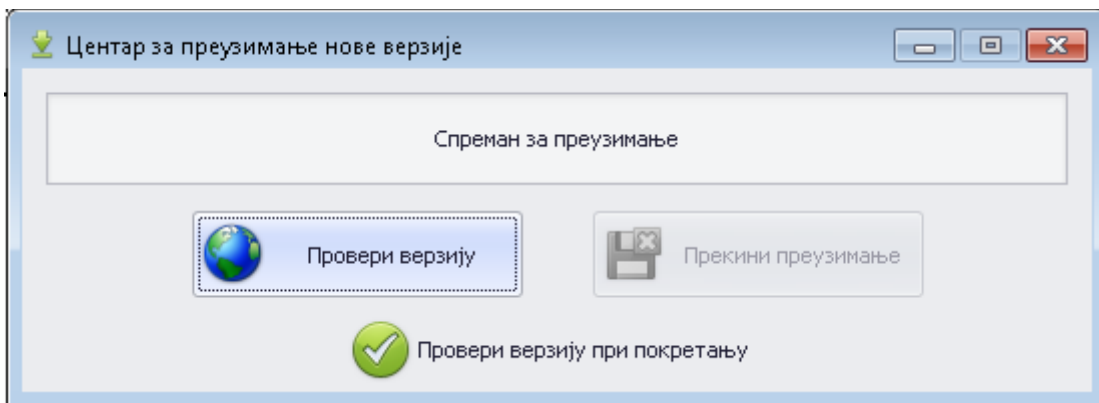 Центар за преузимање нове верзије
Спреман за преузимање
Провери верзију
Прекини преузимање
Провери верзију при покретању